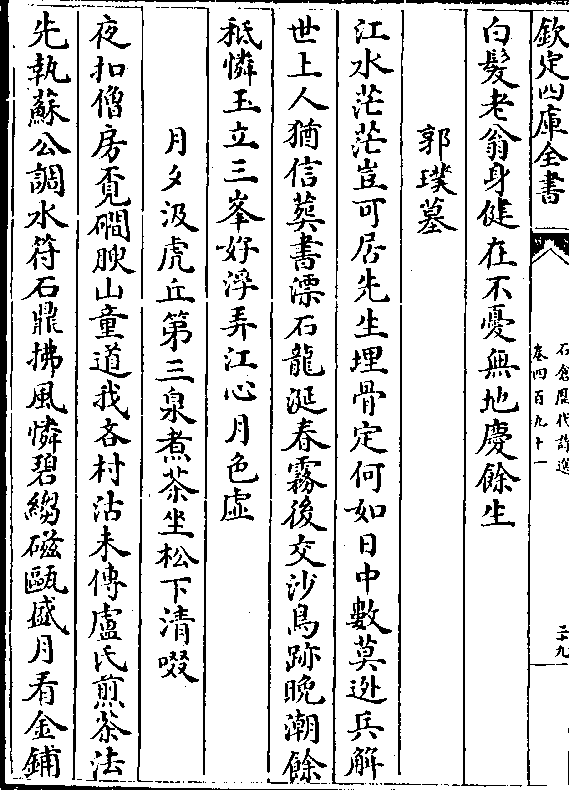 欽定四庫全書
石倉歷代詩選
卷四百九十一
二十九
白髮老翁身健在不憂無地慶餘生
郭璞墓
江水茫茫豈可居先生埋骨定何如日中數莫逃兵解
世上人猶信葬書漂石龍涎春霧後交沙鳥跡晩潮餘
秪憐玉立三峯好浮弄江心月色虛
月夕汲虎丘第三泉煮茶坐松下清啜
夜扣僧房覔磵腴山童道我吝村沽未傳盧氏煎茶法
先執蘇公調水符石鼎拂風憐碧縐磁甌盛月看金鋪